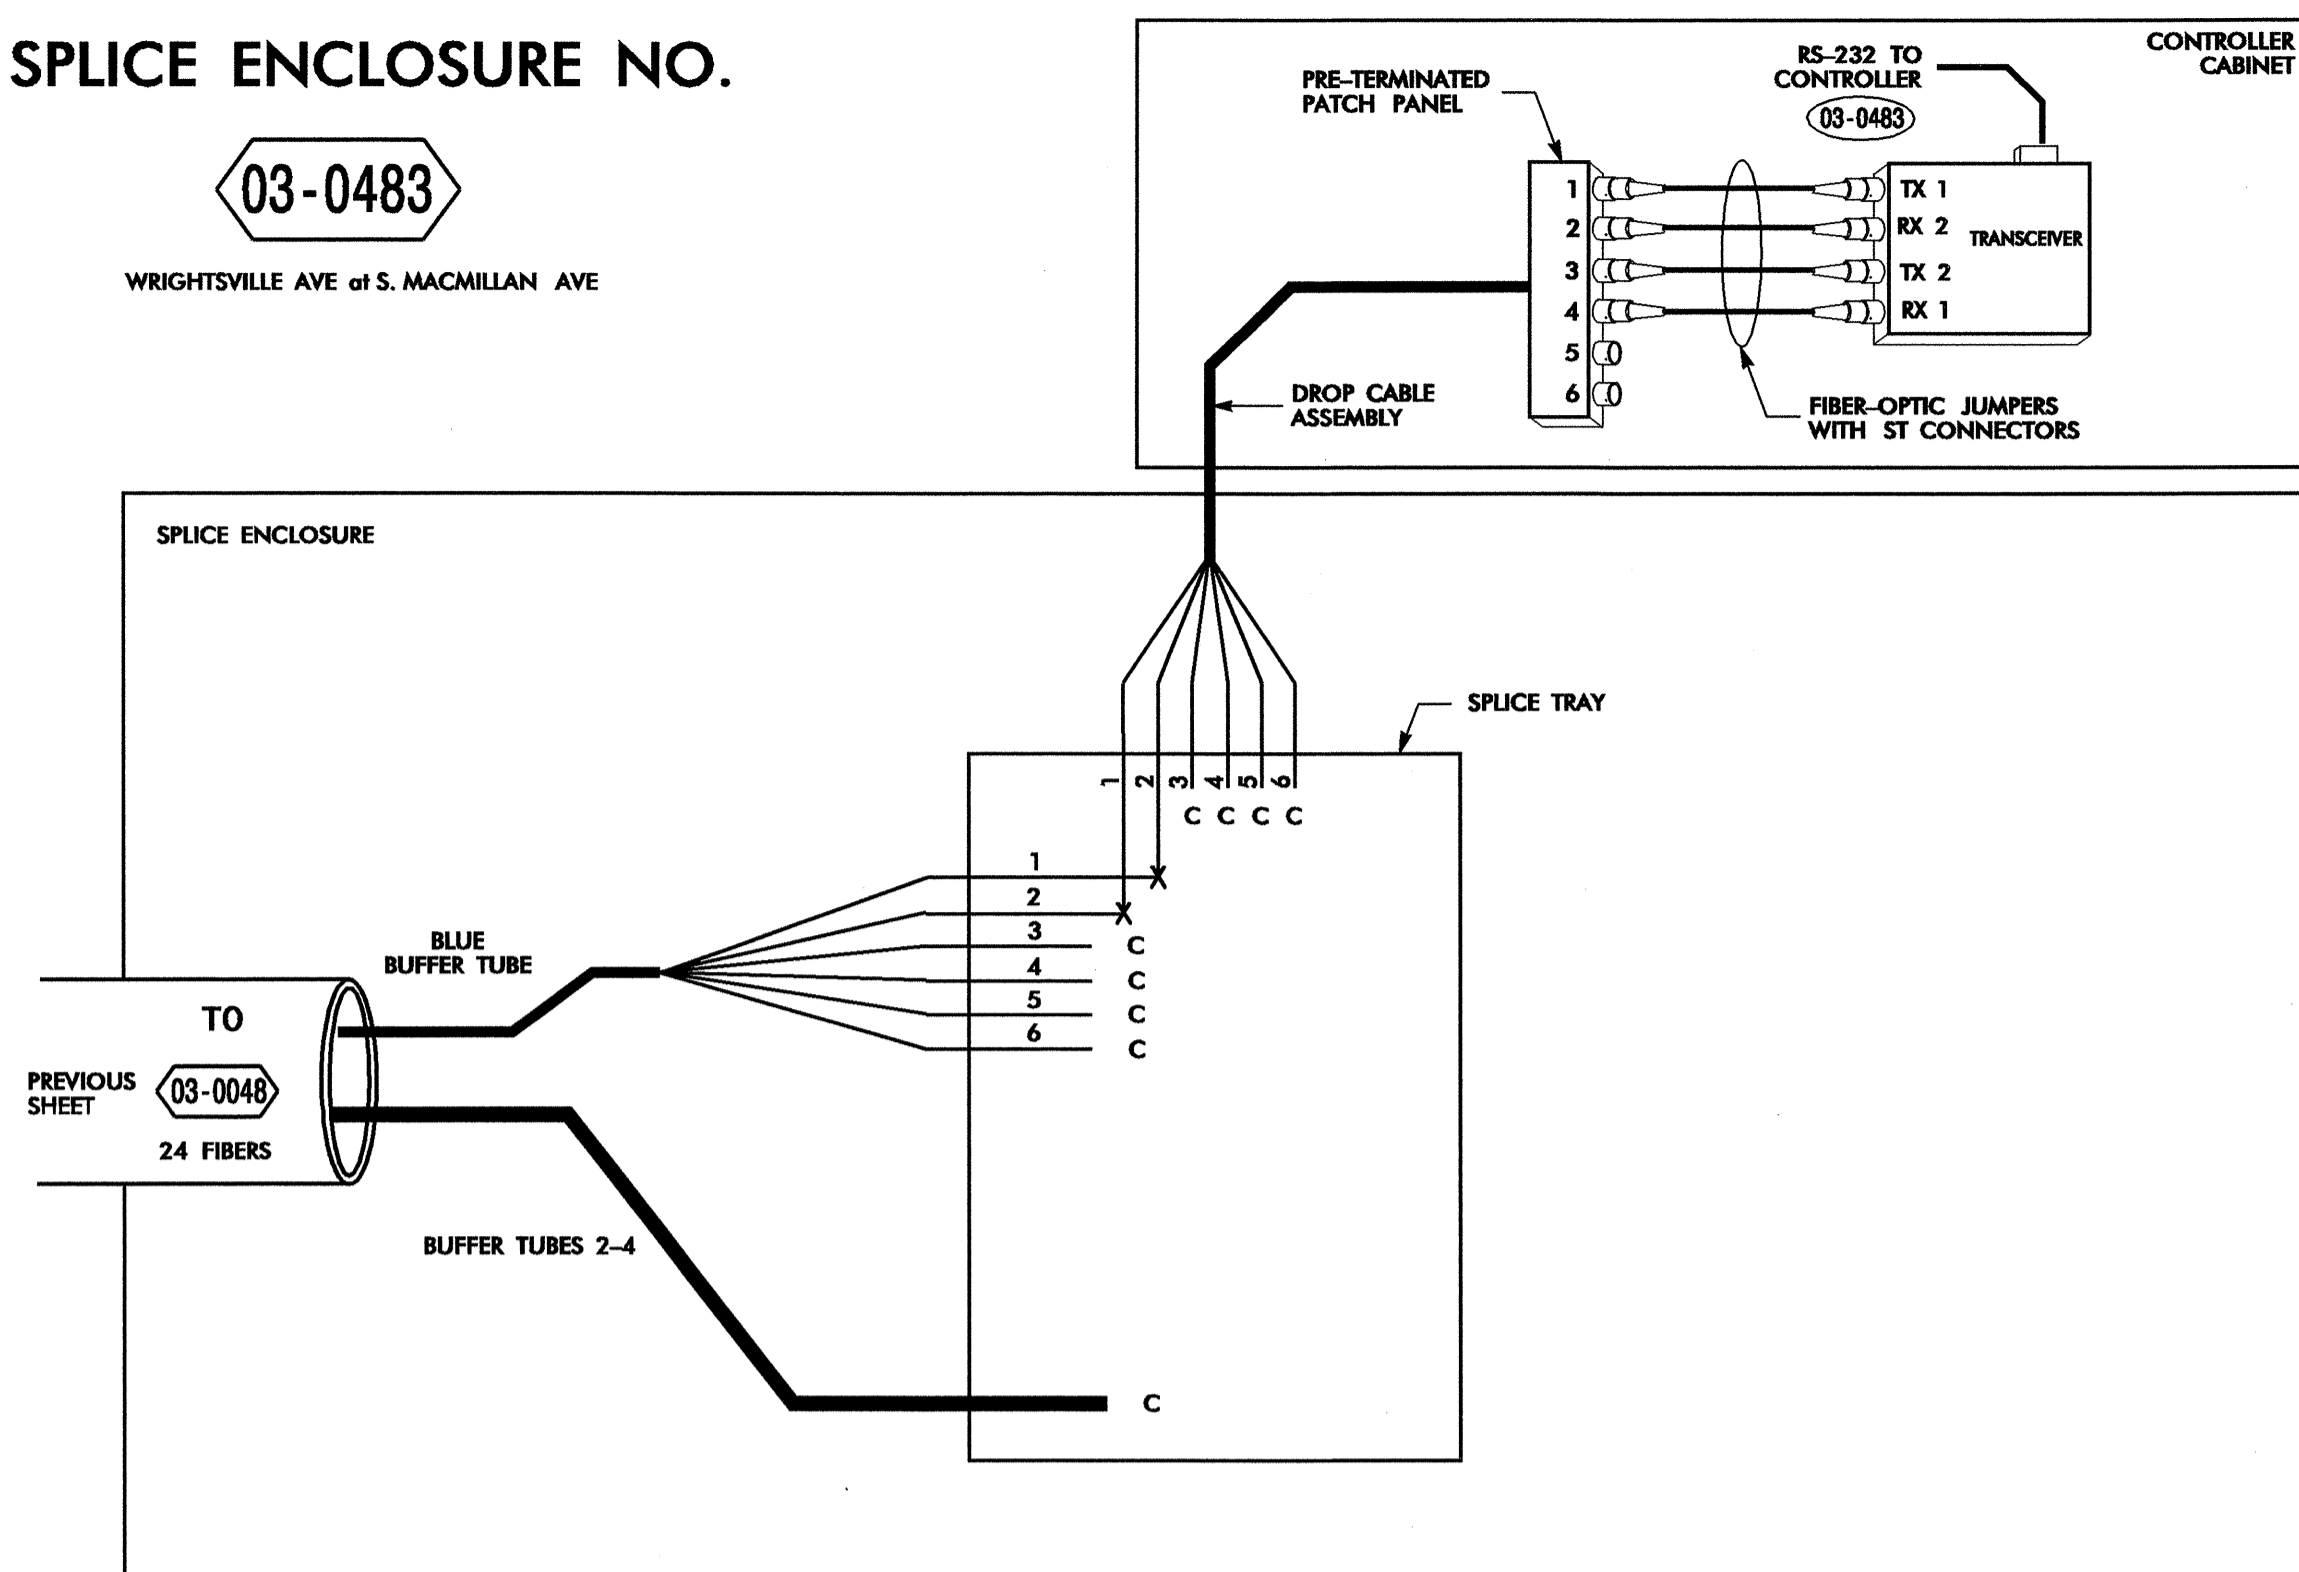 SPLICE ENCLOSURE NO.
03-0483
WRIGHTSVILLE AVE at S. MACMILLAN AVE
CONTROLLER
CABINET
RS-232 TO
CONTROLLER
03-0483
PRE-TERMINATED
PATCH PANEL
1
2
3
4
5
6
TX 1
RX 2
TX 2
RX 1
TRANSCEIVER
DROP CABLE
ASSEMBLY
FIBER-OPTIC JUMPERS
WITH ST CONNECTORS
SPLICE ENCLOSURE
SPLICE TRAY
1 2 3 4 5 6
C C C C
1
2
3 C
4 C
5 C
6 C
BLUE
BUFFER TUBE
TO
PREVIOUS
SHEET
03-0048
24 FIBERS
BUFFER TUBES 2-4
C